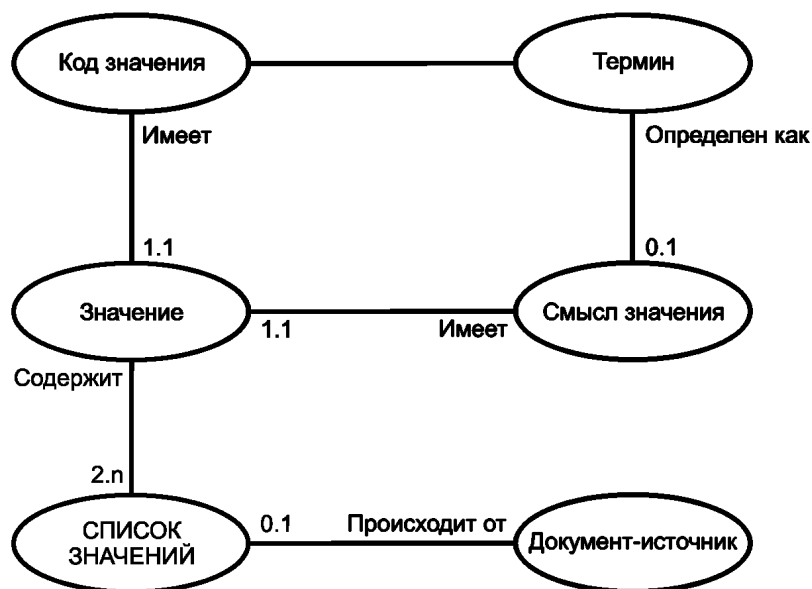 Код значения
Термин
Имеет
Определен как
1.1
0.1
Значение
Смысл значения
1.1
Имеет
Содержит
2.n
СПИСОК
ЗНАЧЕНИЙ
0.1
Происходит от
Документ-источник